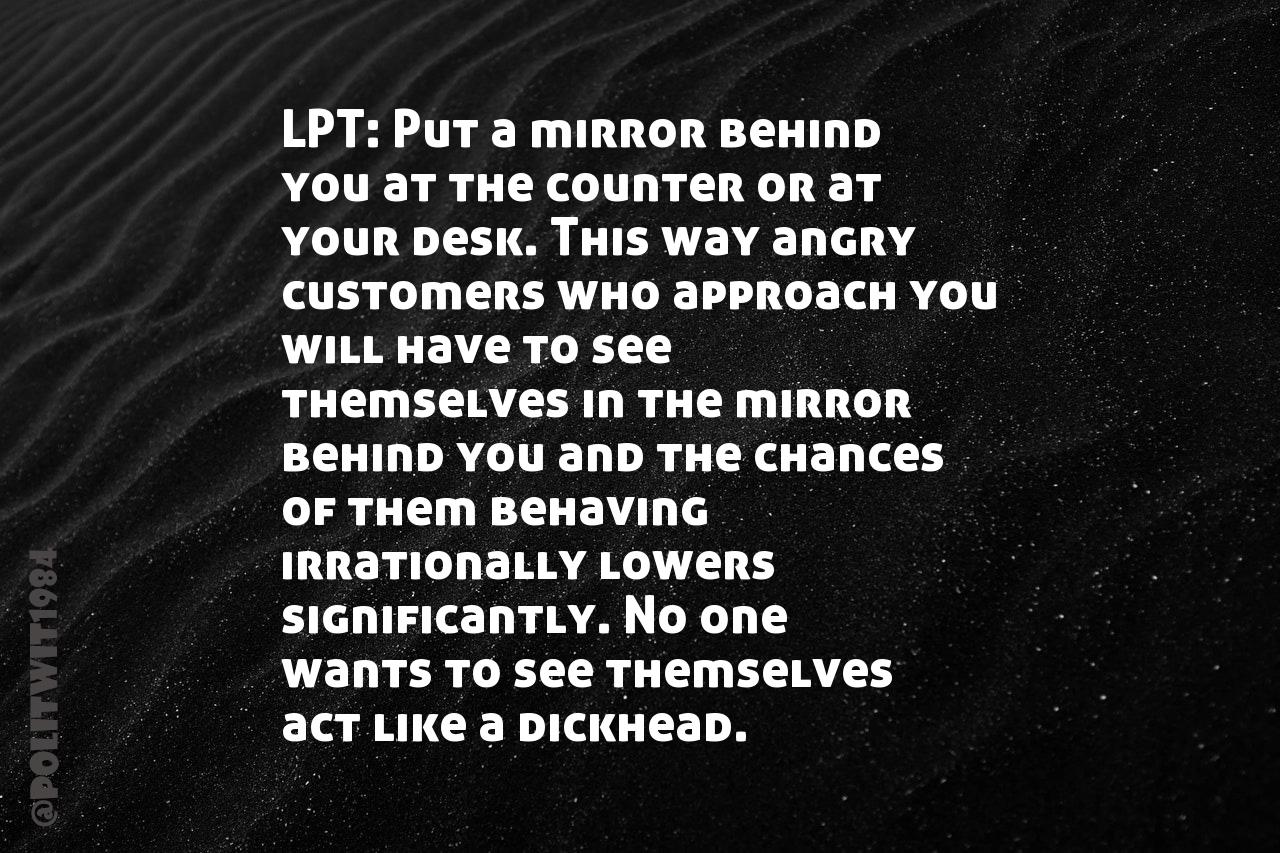 LPT: Put a mirror behind
you at the counter or at
your desk. This way angry
customers who approach you
will have to see
themselves in the mirror
behind you and the chances
of them behaving
irrationally lowers
significantly. No one
wants to see themselves
act like a dickhead.
@POLITWIT1984